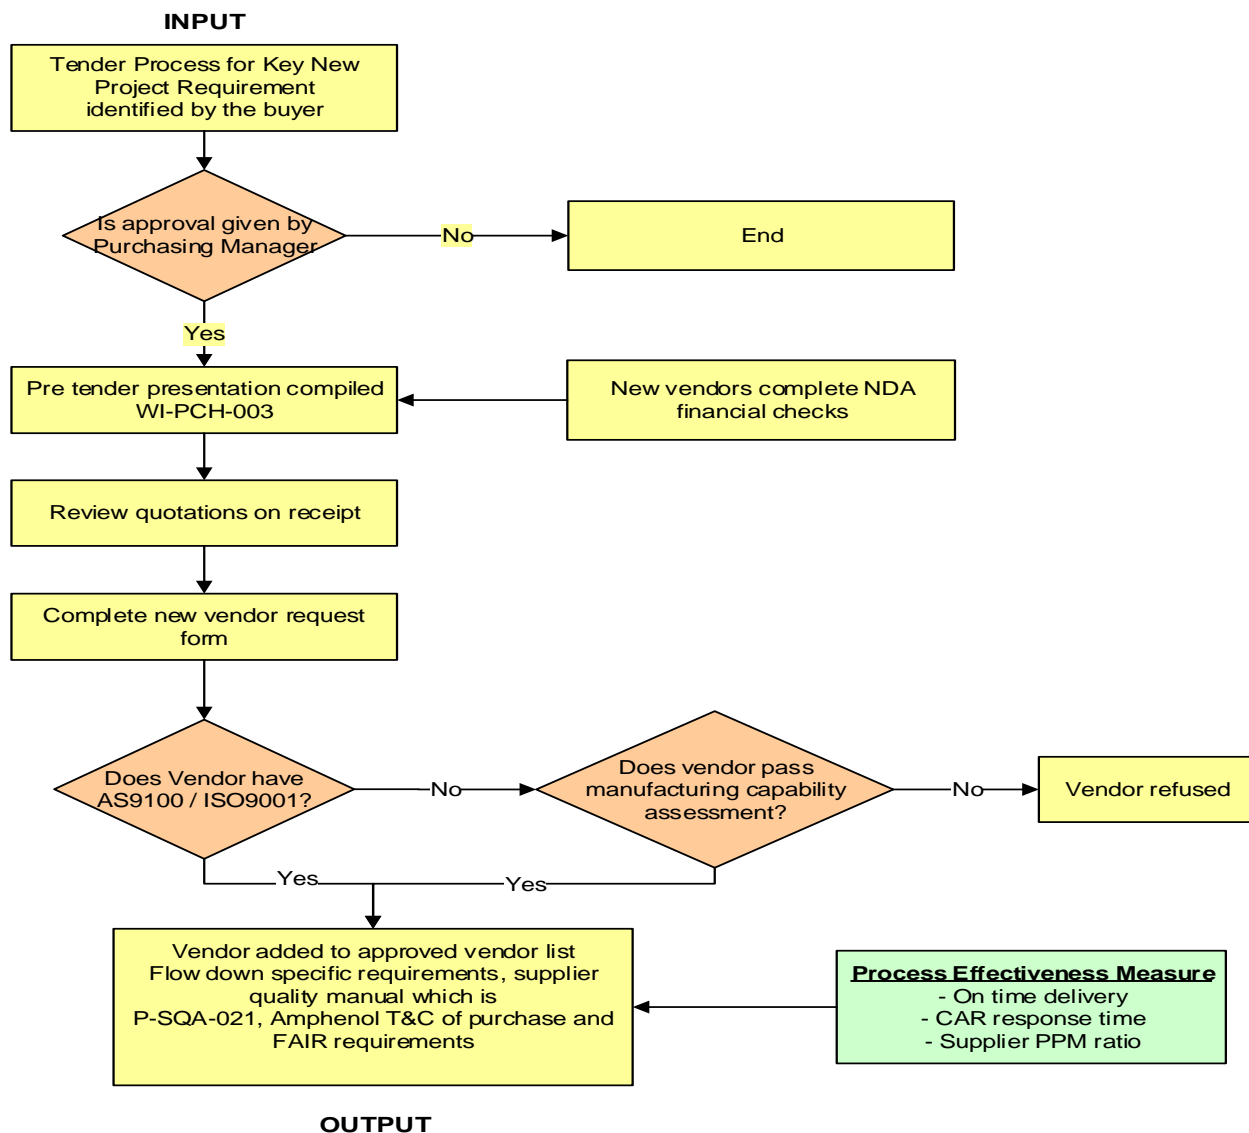 INPUT
Tender Process for Key New
Project Requirement
identified by the buyer
Is approval given by
Purchasing Manager
No
End
Yes
Pre tender presentation compiled
WI-PCH-003
New vendors complete NDA
financial checks
Review quotations on receipt
Complete new vendor request
form
Does Vendor have
AS9100 / ISO9001?
No
Does vendor pass
manufacturing capability
assessment?
No
Vendor refused
Yes
Yes
Vendor added to approved vendor list
Flow down specific requirements, supplier
quality manual which is
P-SQA-021, Amphenol T&C of purchase and
FAIR requirements
Process Effectiveness Measure
- On time delivery
- CAR response time
- Supplier PPM ratio
OUTPUT